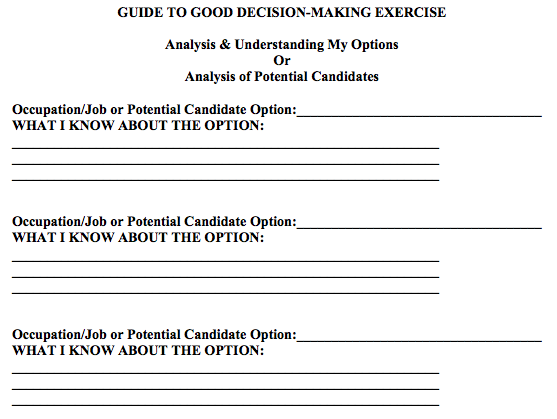 GUIDE TO GOOD DECISION-MAKING EXERCISE
Analysis & Understanding My Options
Or
Analysis of Potential Candidates
Occupation/Job or Potential Candidate Option:
WHAT I KNOW ABOUT THE OPTION:
Occupation/Job or Potential Candidate Option:
WHAT I KNOW ABOUT THE OPTION:
Occupation/Job or Potential Candidate Option:
WHAT I KNOW ABOUT THE OPTION: